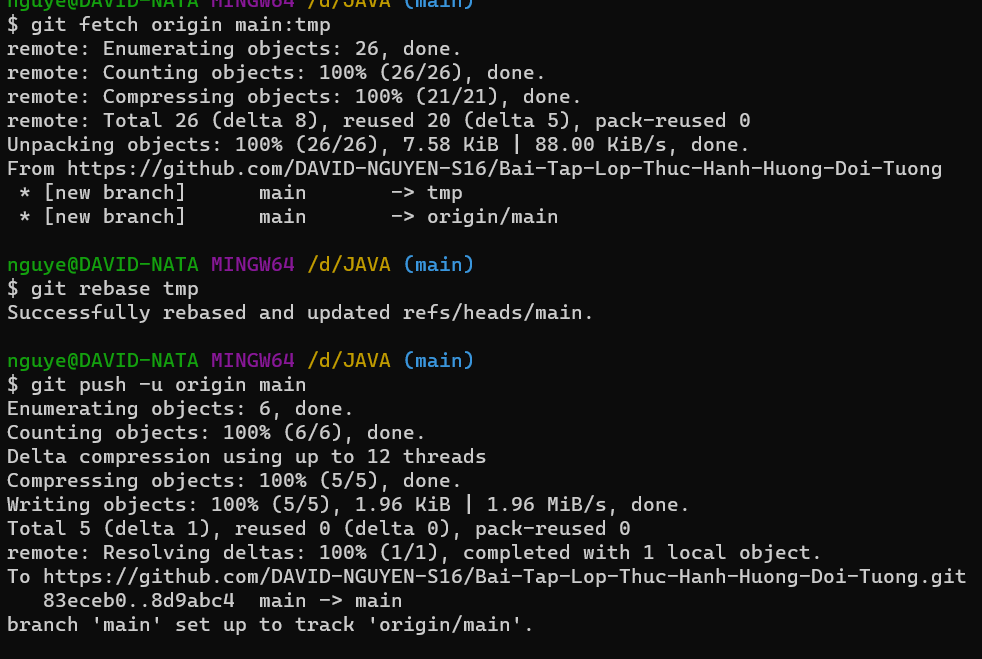 nguye@DAVID-NATA MINGW64 /d/JAVA (main)
$ git fetch origin main:tmp
remote: Enumerating objects: 26, done.
remote: Counting objects: 100% (26/26), done.
remote: Compressing objects: 100% (21/21), done.
remote: Total 26 (delta 8), reused 20 (delta 5), pack-reused 0
Unpacking objects: 100% (26/26), 7.58 KiB | 88.00 KiB/s, done.
From https://github.com/DAVID-NGUYEN-S16/Bai-Tap-Lop-Thuc-Hanh-Huong-Doi-Tuong
 * [new branch]      main       -> tmp
 * [new branch]      main       -> origin/main
nguye@DAVID-NATA MINGW64 /d/JAVA (main)
$ git rebase tmp
Successfully rebased and updated refs/heads/main.
nguye@DAVID-NATA MINGW64 /d/JAVA (main)
$ git push -u origin main
Enumerating objects: 6, done.
Counting objects: 100% (6/6), done.
Delta compression using up to 12 threads
Compressing objects: 100% (5/5), done.
Writing objects: 100% (5/5), 1.96 KiB | 1.96 MiB/s, done.
Total 5 (delta 1), reused 0 (delta 0), pack-reused 0
remote: Resolving deltas: 100% (1/1), completed with 1 local object.
To https://github.com/DAVID-NGUYEN-S16/Bai-Tap-Lop-Thuc-Hanh-Huong-Doi-Tuong.git
   83eceb0..8d9abc4  main -> main
branch 'main' set up to track 'origin/main'.